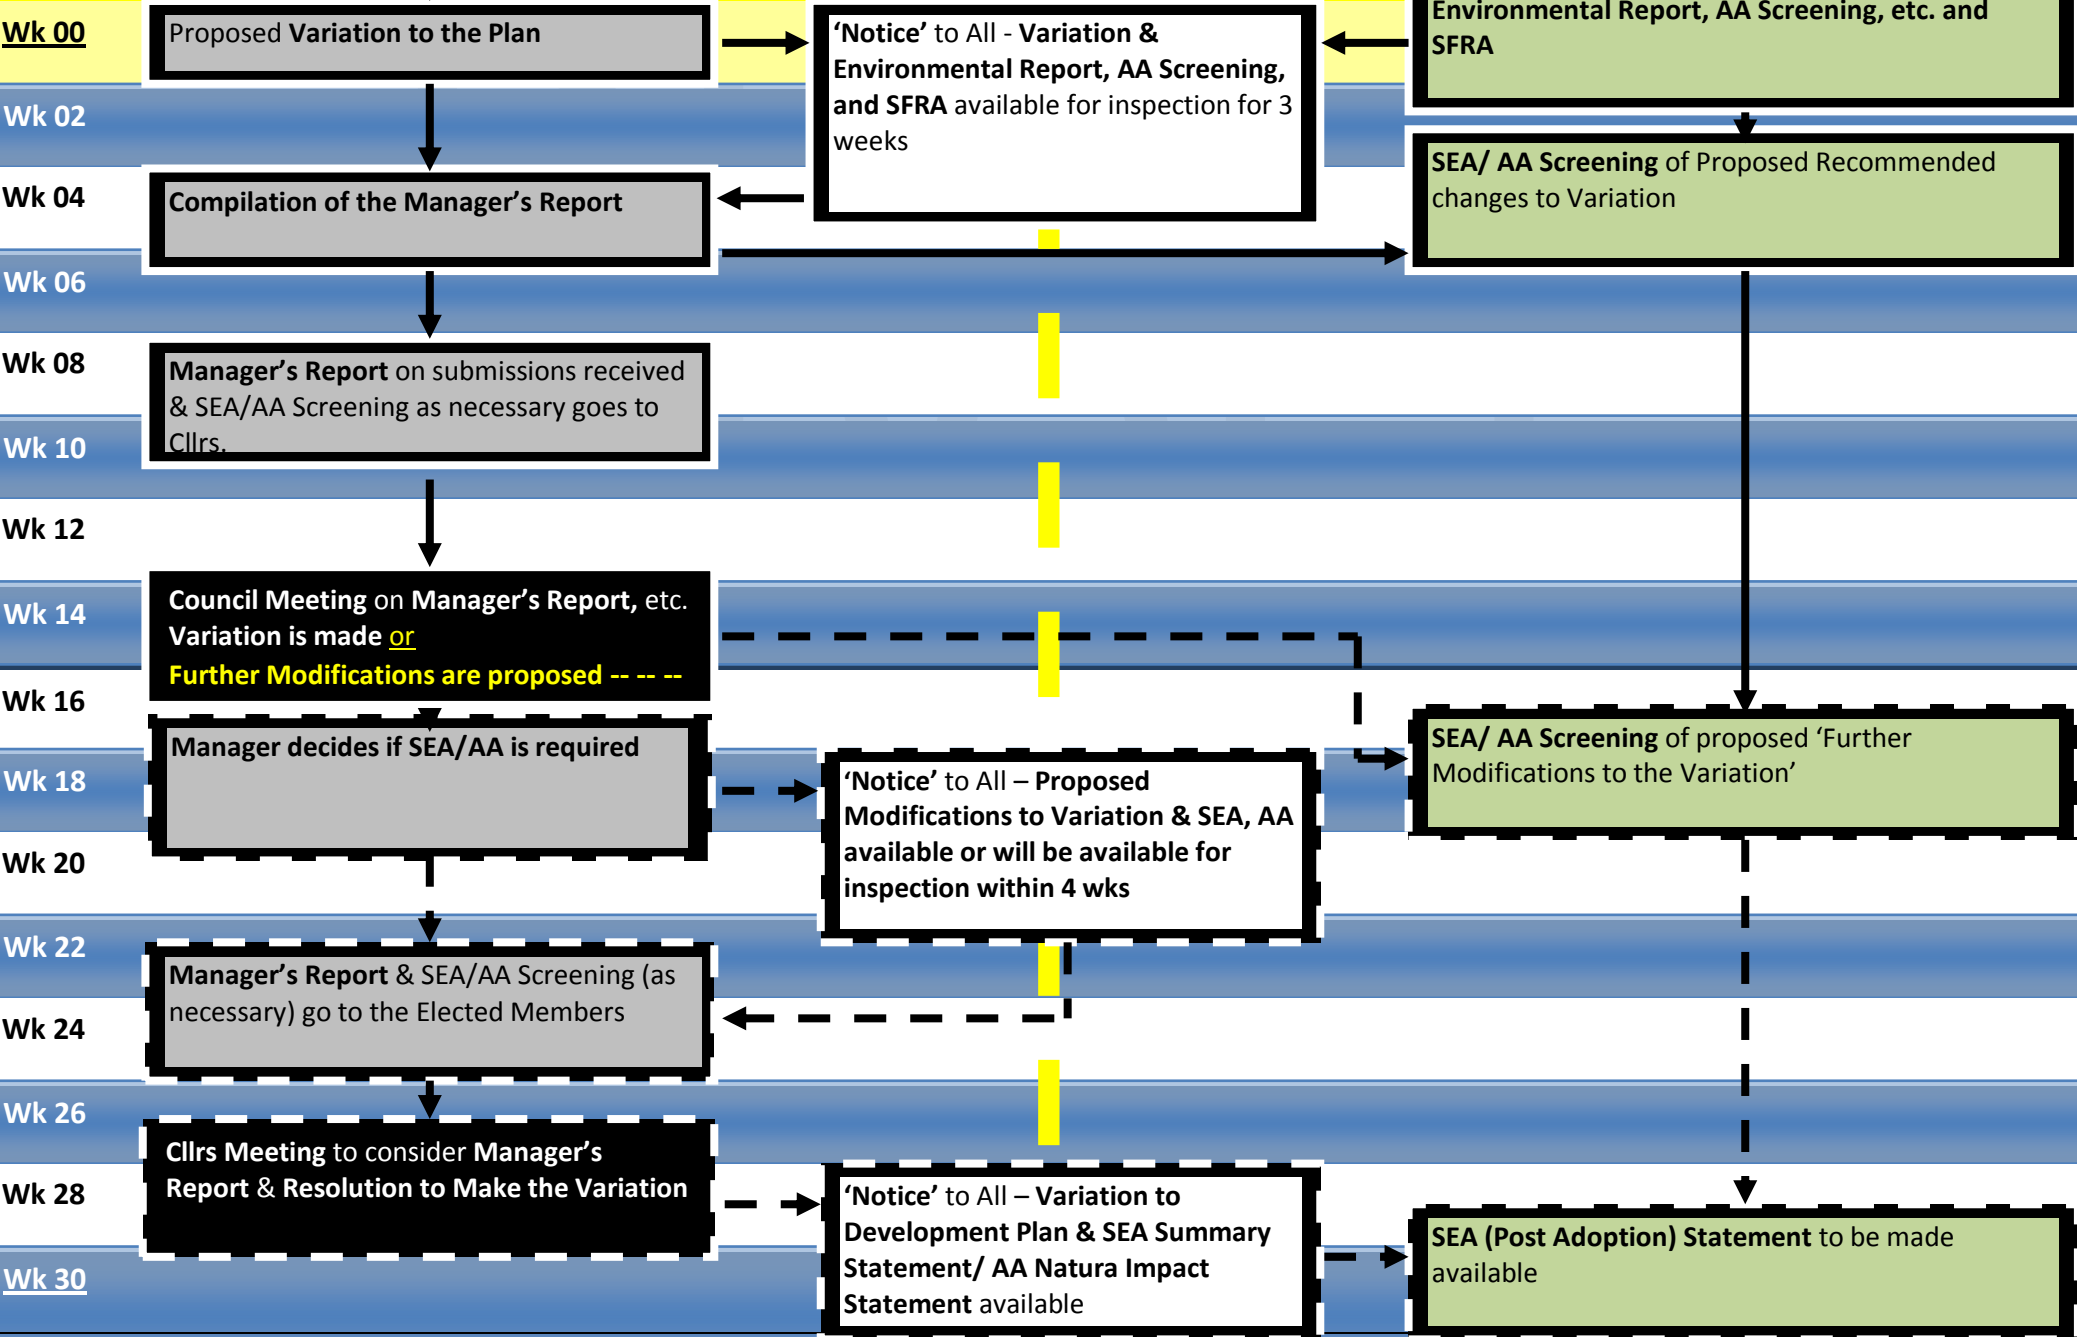 Wk 00
Proposed Variation to the Plan
'Notice' to All - Variation &
Environmental Report, AA Screening,
and SFRA available for inspection for 3
weeks
Environmental Report, AA Screening, etc. and
SFRA
Wk 02
Wk 04
Compilation of the Manager's Report
SEA/ AA Screening of Proposed Recommended
changes to Variation
Wk 06
Wk 08
Manager's Report on submissions received
& SEA/AA Screening as necessary goes to
Cllrs.
Wk 10
Wk 12
Wk 14
Council Meeting on Manager's Report, etc.
Variation is made or
Further Modifications are proposed -- -- --
Wk 16
Manager decides if SEA/AA is required
SEA/ AA Screening of proposed 'Further
Modifications to the Variation'
Wk 18
'Notice' to All – Proposed
Modifications to Variation & SEA, AA
available or will be available for
inspection within 4 wks
Wk 20
Wk 22
Manager's Report & SEA/AA Screening (as
necessary) go to the Elected Members
Wk 24
Wk 26
Cllrs Meeting to consider Manager's
Report & Resolution to Make the Variation
Wk 28
'Notice' to All – Variation to
Development Plan & SEA Summary
Statement/ AA Natura Impact
Statement available
SEA (Post Adoption) Statement to be made
available
Wk 30